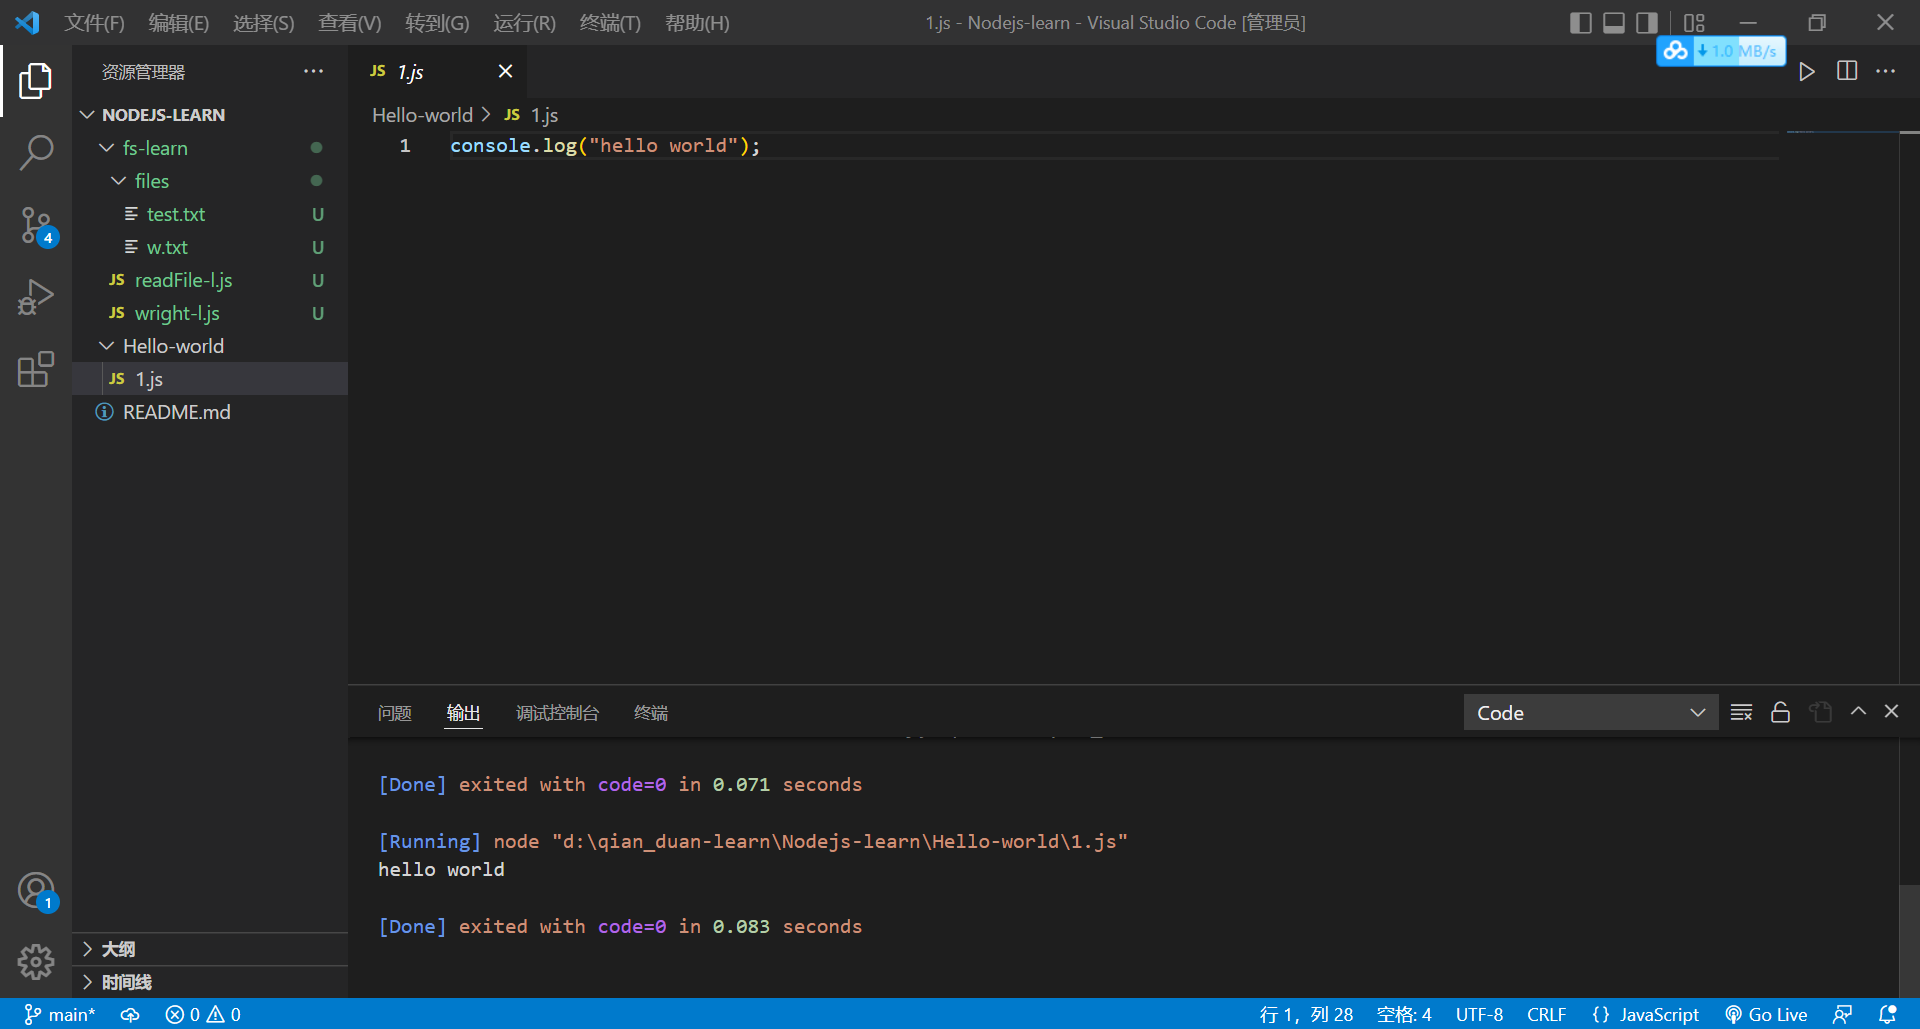 文件(F) 编辑(E) 选择(S) 查看(V) 转到(G) 运行(R) 终端(T) 帮助(H) 1.js - Nodejs-learn - Visual Studio Code [管理员]
1.0 MB/s
资源管理器
JS 1.js
NODEJS-LEARN
Hello-world > JS 1.js
1 console.log("hello world");
fs-learn
files
test.txt U
w.txt U
4
JS readFile-l.js U
JS wright-l.js U
Hello-world
JS 1.js
README.md
问题 输出 调试控制台 终端 Code
[Done] exited with code=0 in 0.071 seconds
[Running] node "d:\qian_duan-learn\Nodejs-learn\Hello-world\1.js"
hello world
1
[Done] exited with code=0 in 0.083 seconds
大纲
时间线
main* 0 0 行 1，列 28 空格: 4 UTF-8 CRLF {} JavaScript Go Live